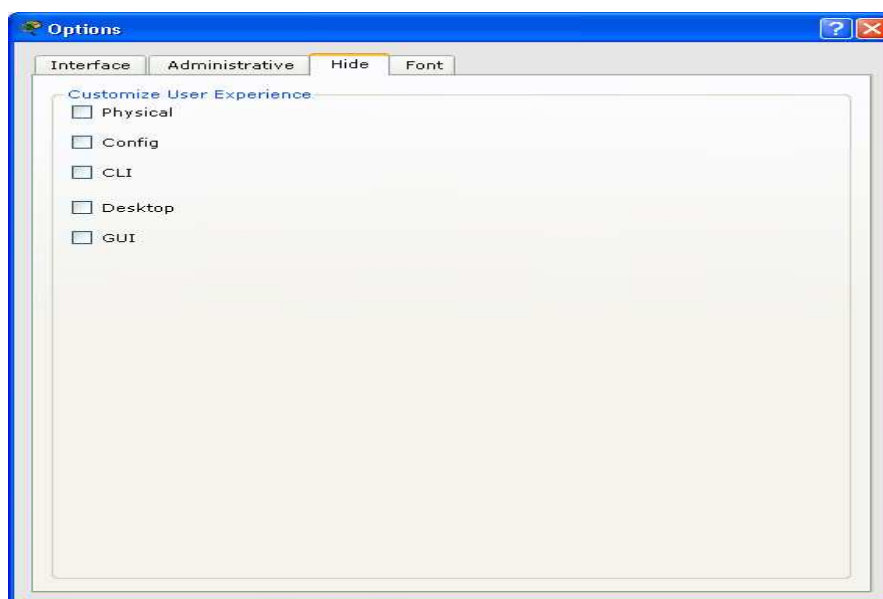 Options
Interface Administrative Hide Font
Customize User Experience
Physical
Config
CLI
Desktop
GUI